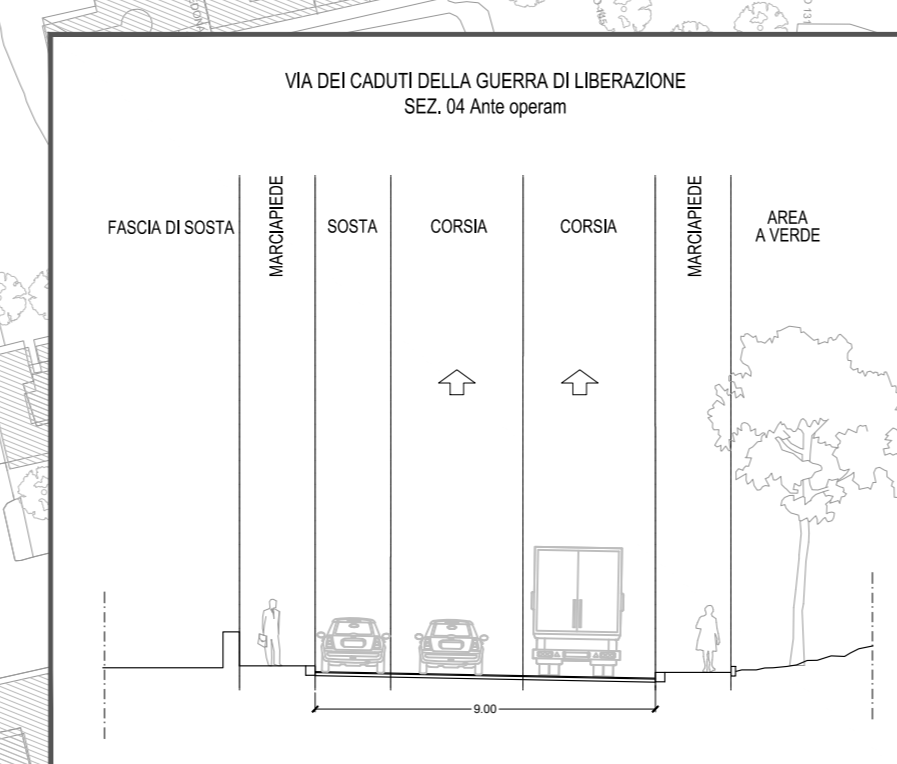 VIA DEI CADUTI DELLA GUERRA DI LIBERAZIONE
SEZ. 04 Ante operam
FASCIA DI SOSTA
MARCIAPIEDE
SOSTA
CORSIA
CORSIA
MARCIAPIEDE
AREA
A VERDE
9.00